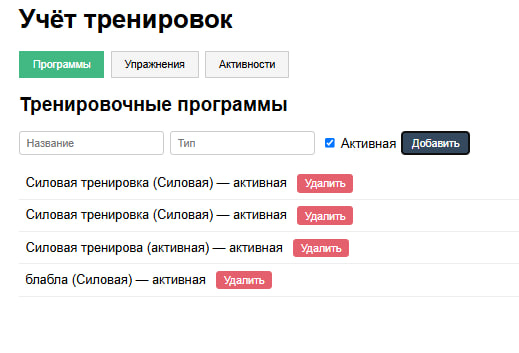 Учёт тренировок
Программы Упражнения Активности
Тренировочные программы
Название Тип Активная Добавить
Силовая тренировка (Силовая) — активная Удалить
Силовая тренировка (Силовая) — активная Удалить
Силовая тренирова (активная) — активная Удалить
блабла (Силовая) — активная Удалить